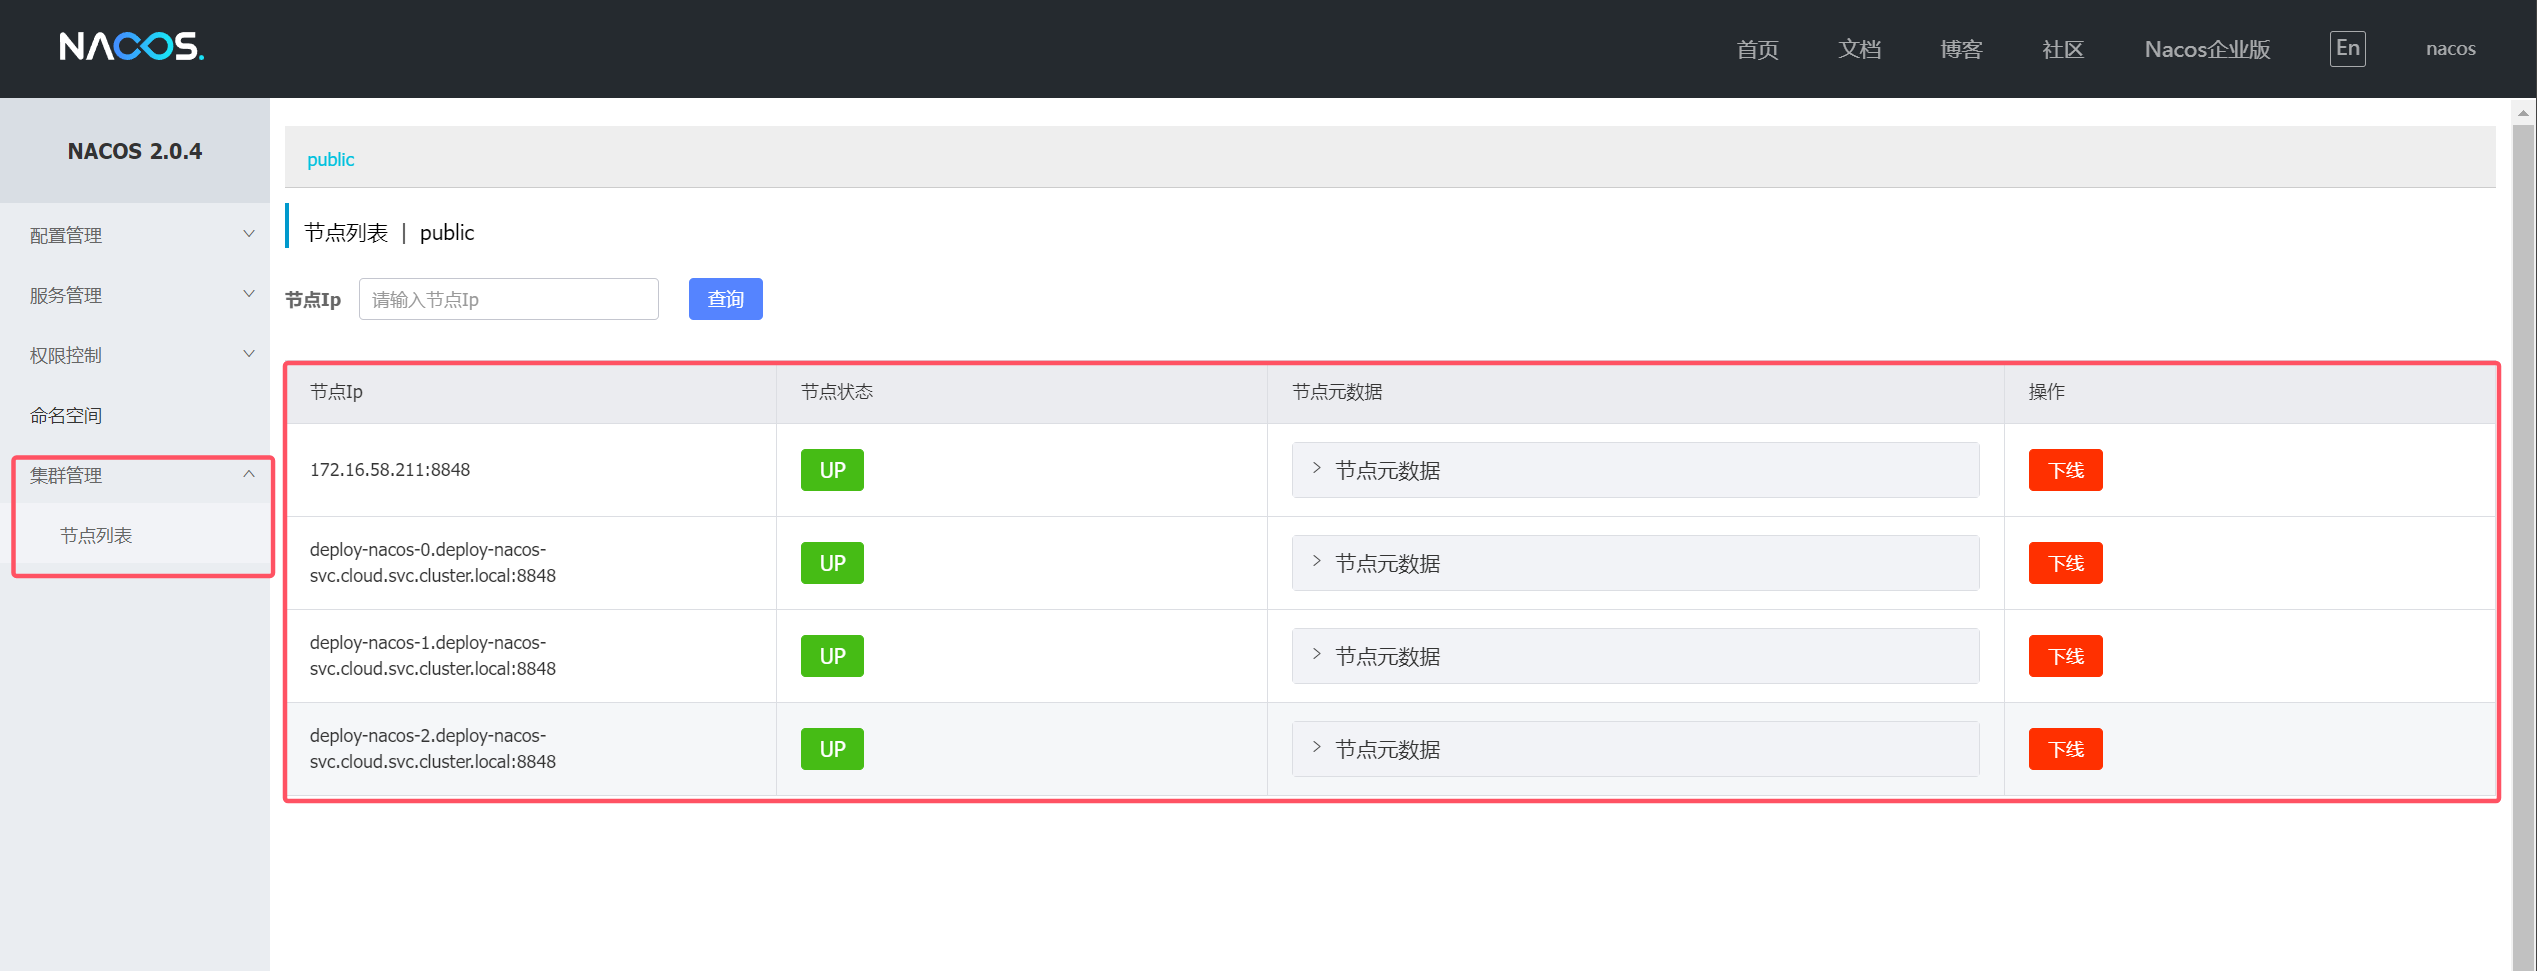 NACOS.
首页 文档 博客 社区 Nacos企业版 En nacos
NACOS 2.0.4
配置管理
服务管理
权限控制
命名空间
集群管理
节点列表
public
节点列表 | public
节点Ip 请输入节点Ip 查询
节点Ip 节点状态 节点元数据 操作
172.16.58.211:8848 UP 节点元数据 下线
deploy-nacos-0.deploy-nacos-
svc.cloud.svc.cluster.local:8848 UP 节点元数据 下线
deploy-nacos-1.deploy-nacos-
svc.cloud.svc.cluster.local:8848 UP 节点元数据 下线
deploy-nacos-2.deploy-nacos-
svc.cloud.svc.cluster.local:8848 UP 节点元数据 下线